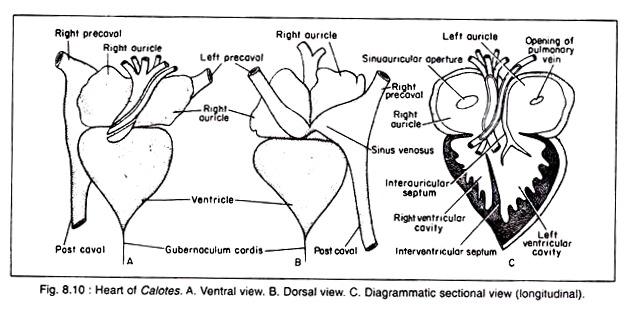 Right precaval
Right auricle
Left precaval
Right
auricle
Ventricle
Post caval
Gubernaculum cordis
A
Right auricle
Right
precaval
Sinus venosus
Post caval
B
Left auricle
Opening of
pulmonary
vein
Sinuauricular aperture
Right
auricle
Interauricular
septum
Right ventricular
cavity
Interventricular septum
Left
ventricular
cavity
C
Fig. 8.10 : Heart of Calotes. A. Ventral view. B. Dorsal view. C. Diagrammatic sectional view (longitudinal).